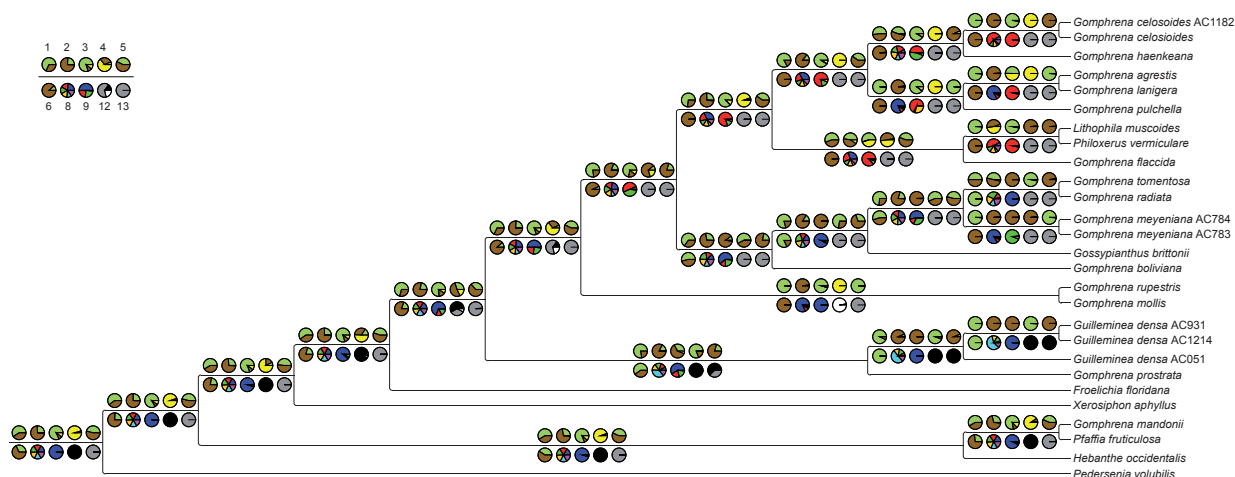 1 2 3 4 5
6 8 9 12 13
Gomphrena celosoides AC1182
Gomphrena celosioides
Gomphrena haenkeana
Gomphrena agrestis
Gomphrena lanigera
Gomphrena pulchella
Lithophila muscoides
Philoxerus vermiculare
Gomphrena flaccida
Gomphrena tomentosa
Gomphrena radiata
Gomphrena meyeniana AC784
Gomphrena meyeniana AC783
Gossypianthus brittonii
Gomphrena boliviana
Gomphrena rupestris
Gomphrena mollis
Guilleminea densa AC931
Guilleminea densa AC1214
Guilleminea densa AC051
Gomphrena prostrata
Froelichia floridana
Xerosiphon aphyllus
Gomphrena mandonii
Pfaffia fruticulosa
Hebanthe occidentalis
Pedersenia volubilis